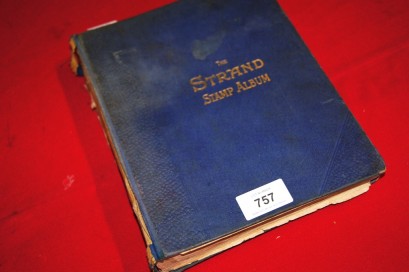 THE
STRAND
STAMP ALBUM
757